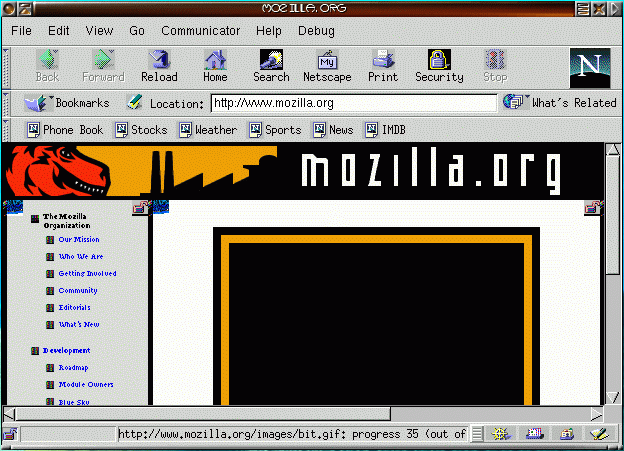 MOZILLA.ORG
File Edit View Go Communicator Help Debug
Back Forward Reload Home Search Netscape Print Security Stop
My
N
Bookmarks Location: http://www.mozilla.org What's Related
Phone Book Stocks Weather Sports News IMDB
mozilla.org
The Mozilla
Organization
Our Mission
Who We Are
Getting Involved
Community
Editorials
What's New
Development
Roadmap
Module Owners
Blue Sky
http://www.mozilla.org/images/bit.gif: progress 35 (out of